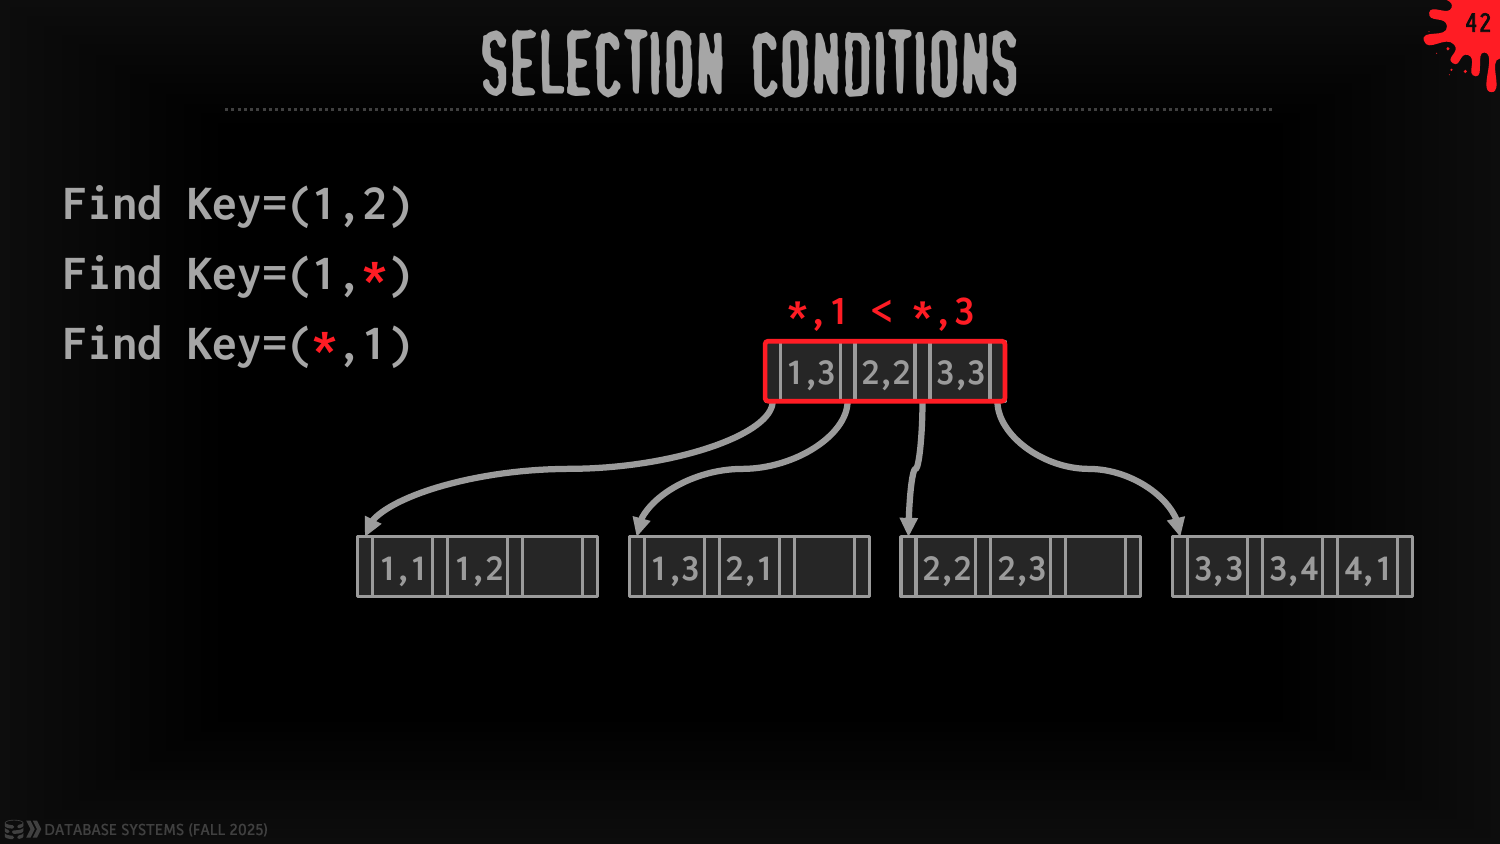 42
SELECTION CONDITIONS
Find Key=(1,2)
Find Key=(1,*)
Find Key=(*,1)
*,1 < *,3
1,3 2,2 3,3
1,1 1,2 1,3 2,1 2,2 2,3 3,3 3,4 4,1
DATABASE SYSTEMS (FALL 2025)